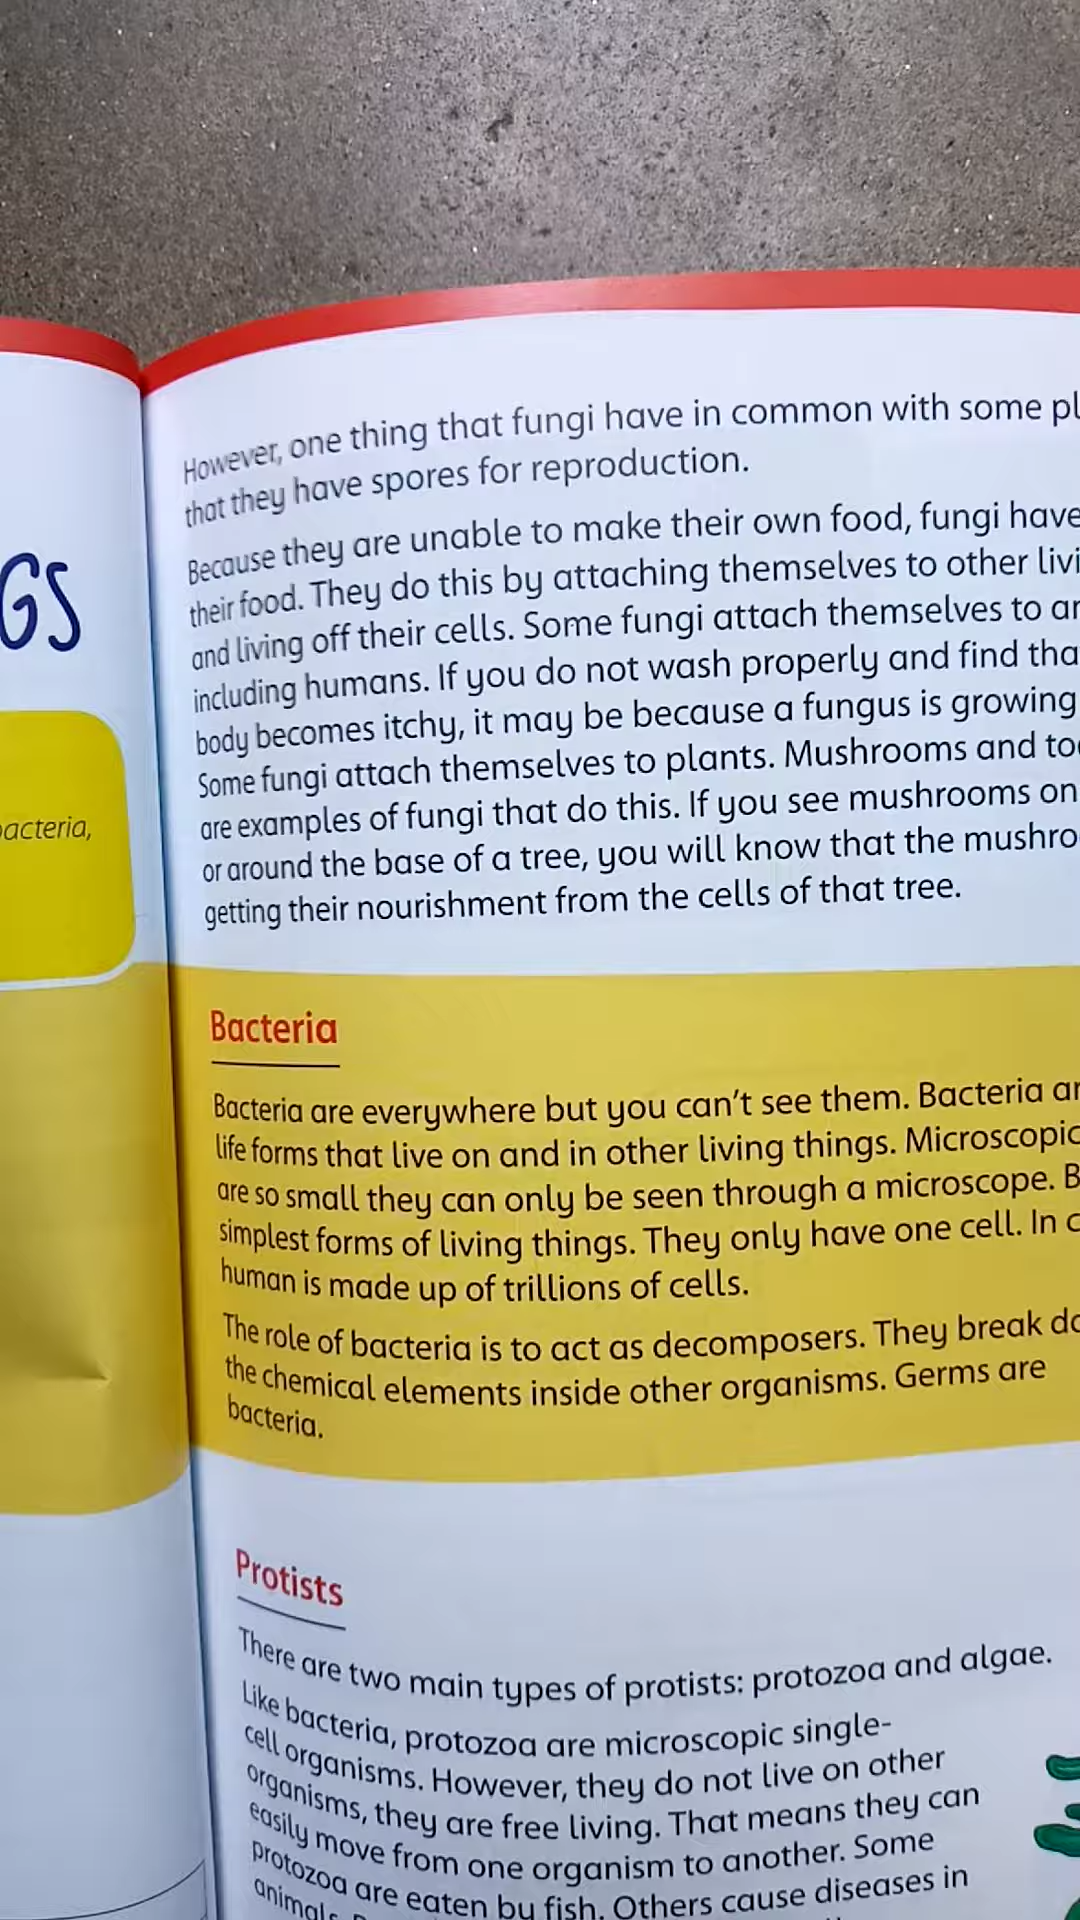 GS
bacteria,
However, one thing that fungi have in common with some
that they have spores for reproduction.
Because they are unable to make their own food, fungi have
their food. They do this by attaching themselves to other
and living off their cells. Some fungi attach themselves to
including humans. If you do not wash properly and find
body becomes itchy, it may be because a fungus is growing
Some fungi attach themselves to plants. Mushrooms and
are examples of fungi that do this. If you see mushrooms on
or around the base of a tree, you will know that the
getting their nourishment from the cells of that tree.
Bacteria
Bacteria are everywhere but you can't see them. Bacteria
life forms that live on and in other living things. Microscopic
are so small they can only be seen through a microscope.
simplest forms of living things. They only have one cell. In
human is made up of trillions of cells.
The role of bacteria is to act as decomposers. They break
the chemical elements inside other organisms. Germs are
bacteria.
Protists
There are two main types of protists: protozoa and algae.
Like bacteria, protozoa are microscopic single-
cell organisms. However, they do not live on other
organisms, they are free living. That means they can
easily move from one organism to another. Some
protozoa are eaten by fish. Others cause diseases in
animals.